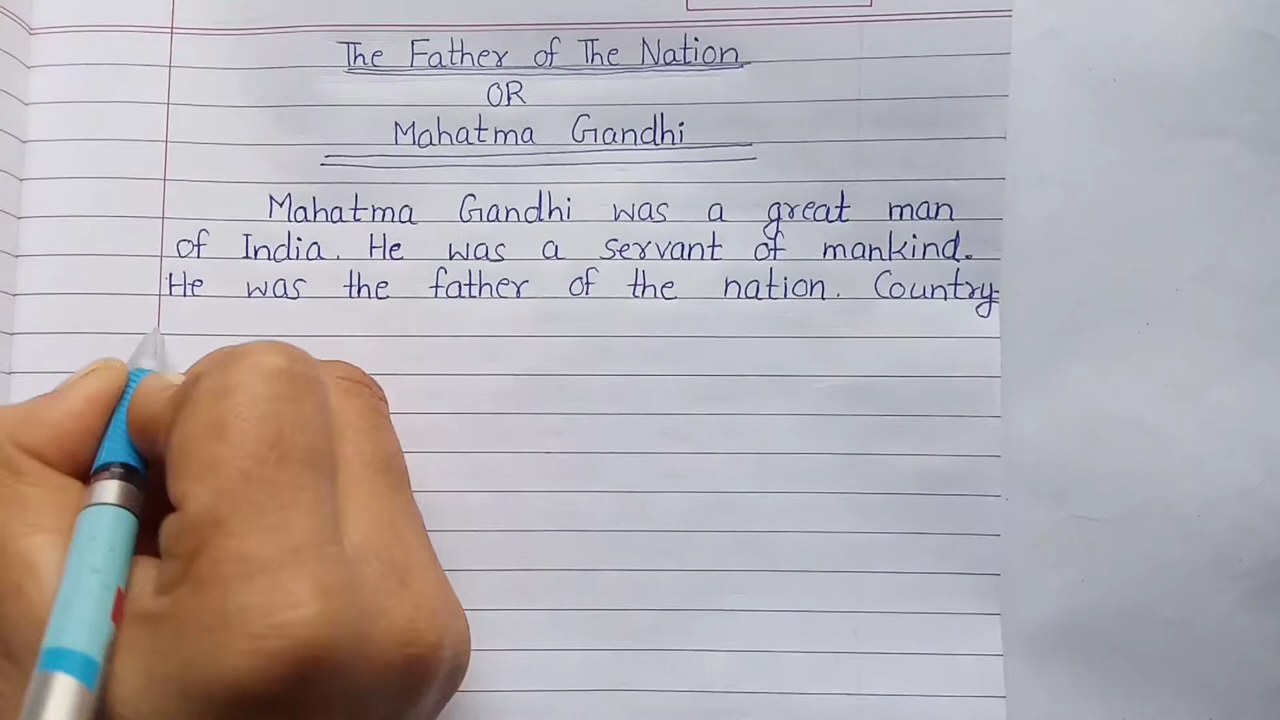 The Father of The Nation
OR
Mahatma Gandhi
Mahatma Gandhi was a great man
of India. He was a servant of mankind.
He was the father of the nation. Country-